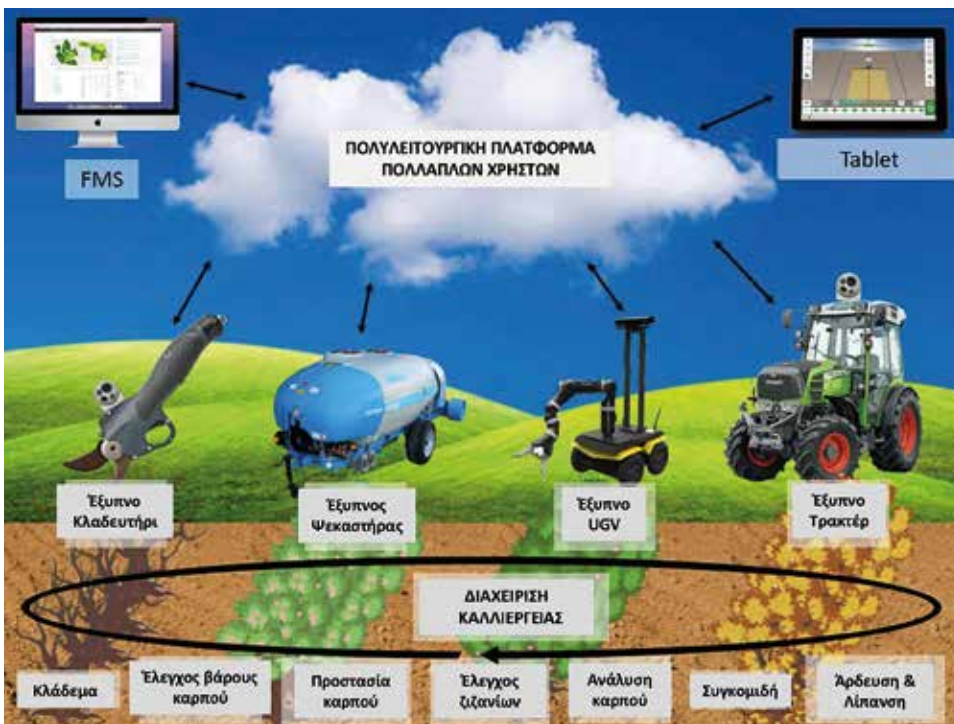 ΠΟΛΥΛΕΙΤΟΥΡΓΙΚΗ ΠΛΑΤΦΟΡΜΑ
ΠΟΛΛΑΠΛΩΝ ΧΡΗΣΤΩΝ
FMS
Tablet
Έξυπνο
Κλαδευτήρι
Έξυπνος
Ψεκαστήρας
Έξυπνο
UGV
Έξυπνο
Τρακτέρ
ΔΙΑΧΕΙΡΙΣΗ
ΚΑΛΛΙΕΡΓΕΙΑΣ
Κλάδεμα
Έλεγχος βάρους
καρπού
Προστασία
καρπού
Έλεγχος
ζιζανίων
Ανάλυση
καρπού
Συγκομιδή
Άρδευση &
Λίπανση